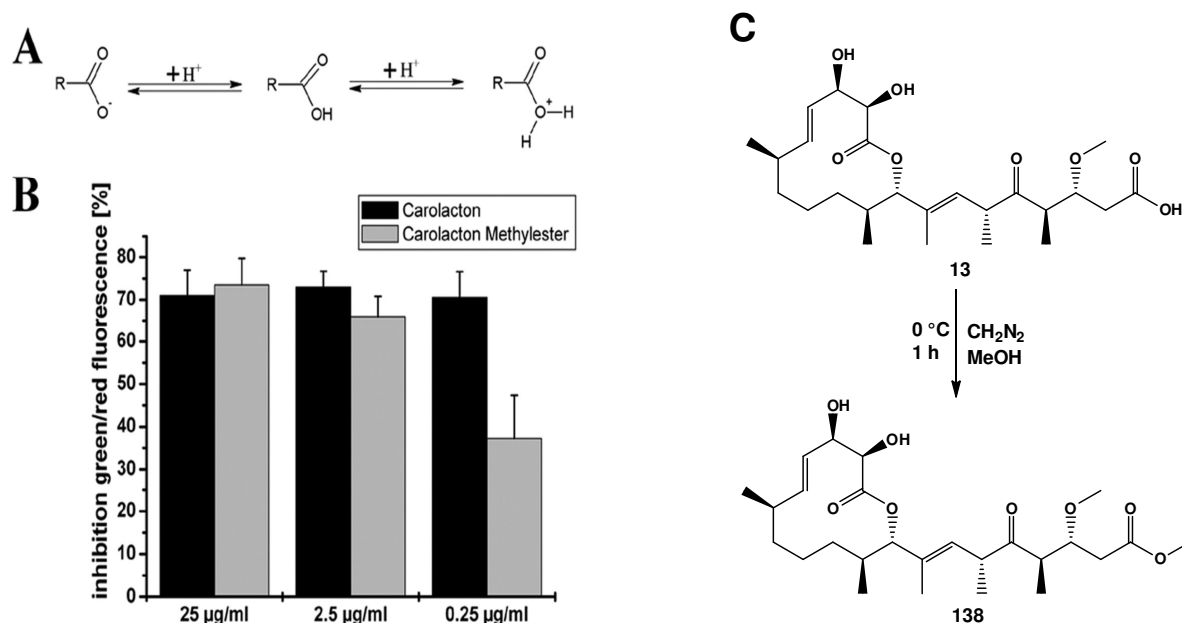 A
+H⁺
+H⁺
R
O
O⁻
R
O
OH
R
O
O⁺
H
H
B
inhibition green/red fluorescence [%]
80
70
60
50
40
30
20
10
0
Carolacton
Carolacton Methylester
25 µg/ml
2.5 µg/ml
0.25 µg/ml
C
OH
OH
O
O
O
O
O
OH
13
0 °C
1 h
CH₂N₂
MeOH
OH
OH
O
O
O
O
O
O
138